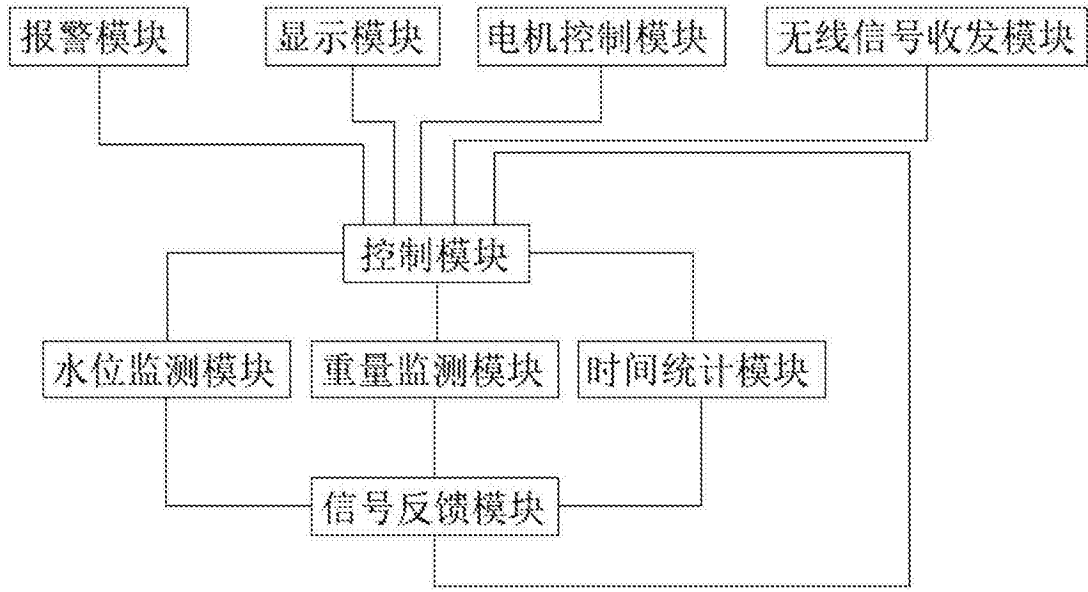 报警模块
显示模块
电机控制模块
无线信号收发模块
控制模块
水位监测模块
重量监测模块
时间统计模块
信号反馈模块